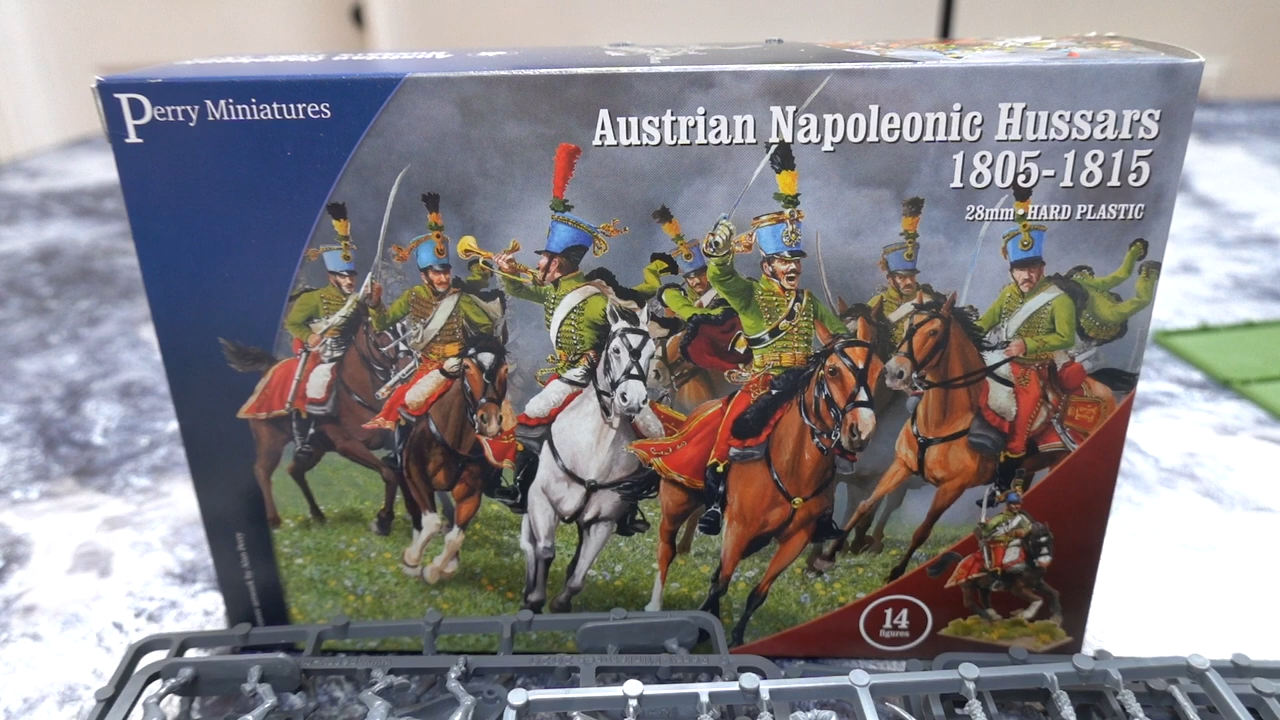 Perry Miniatures
Austrian Napoleonic Hussars
1805-1815
28mm • HARD PLASTIC
14
figures